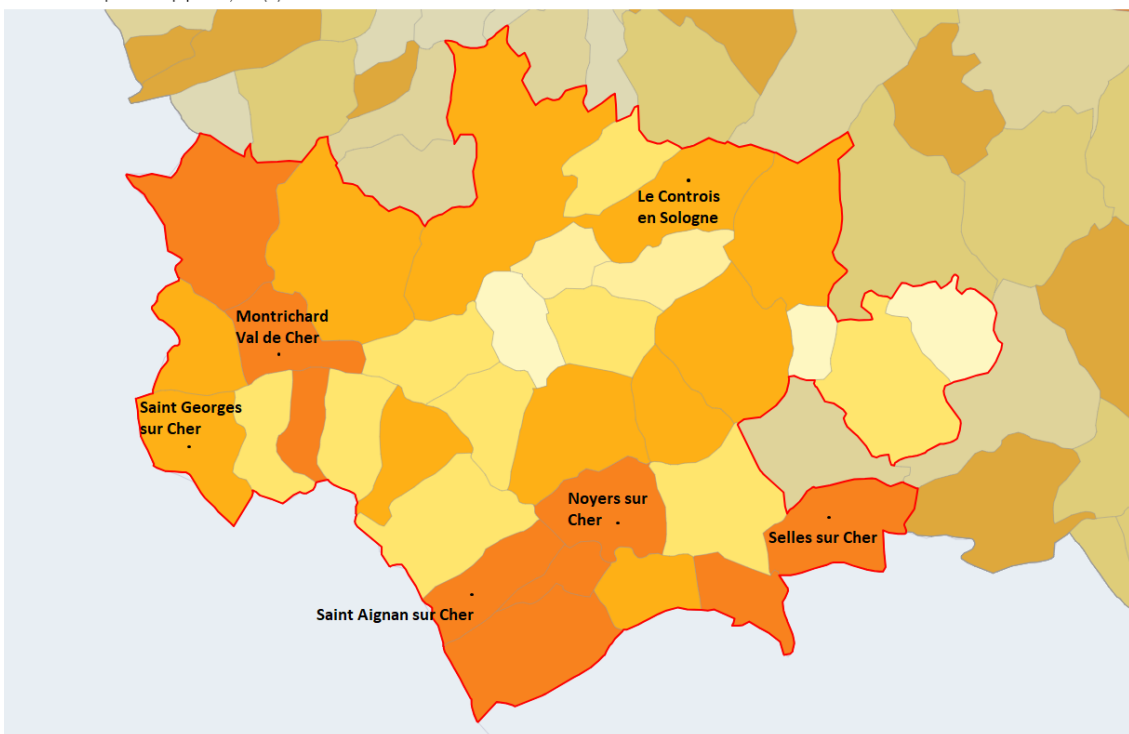 Le Controis
en Sologne
Montrichard
Val de Cher
Saint Georges
sur Cher
Noyers sur
Cher
Selles sur Cher
Saint Aignan sur Cher